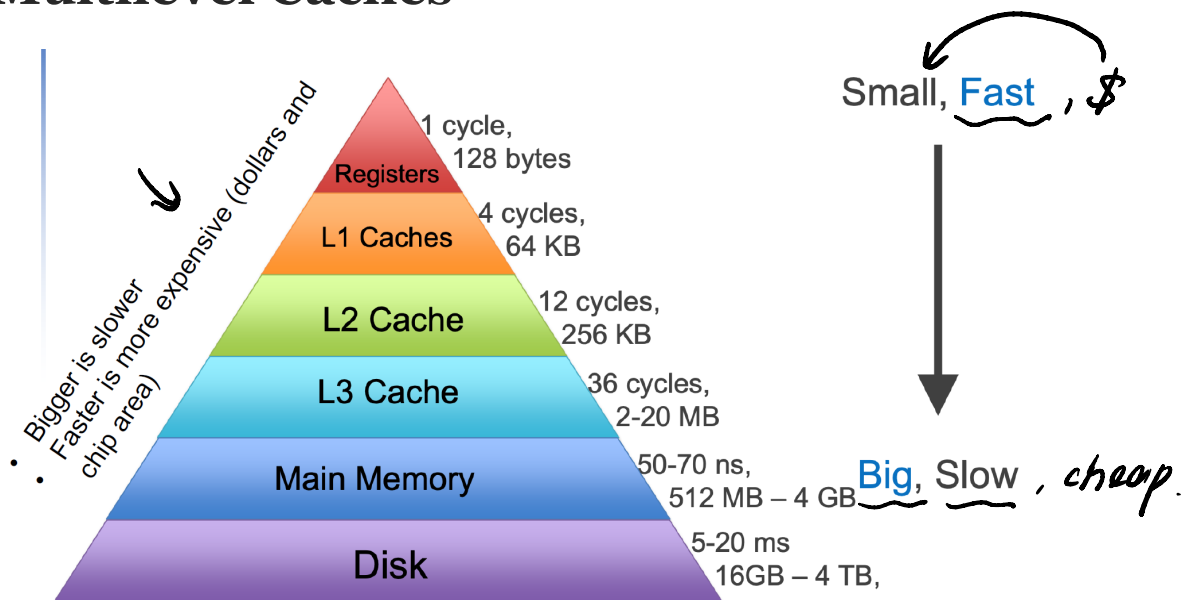 Multilevel Caches
• Bigger is slower
• Faster is more expensive (dollars and
chip area)
Registers
1 cycle,
128 bytes
L1 Caches
4 cycles,
64 KB
L2 Cache
12 cycles,
256 KB
L3 Cache
36 cycles,
2-20 MB
Main Memory
50-70 ns,
512 MB – 4 GB
Disk
5-20 ms
16GB – 4 TB,
Small, Fast , $
Big, Slow , cheap.